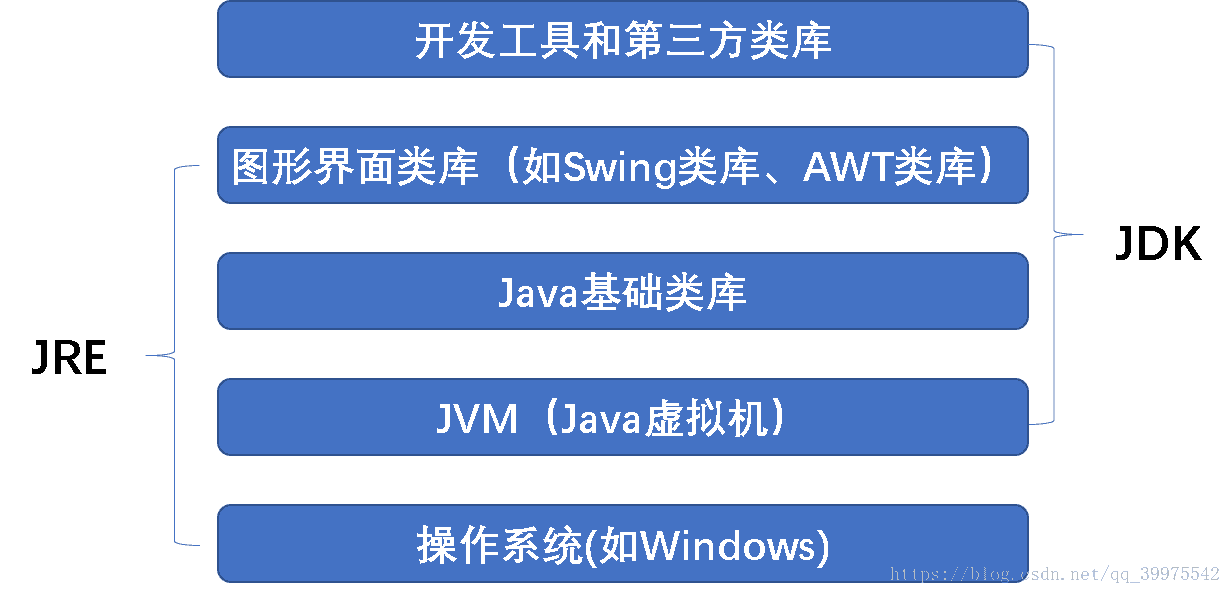 开发工具和第三方类库
图形界面类库（如Swing类库、AWT类库）
JDK
Java基础类库
JRE
JVM（Java虚拟机）
操作系统(如Windows)
https://blog.csdn.net/qq_39975542